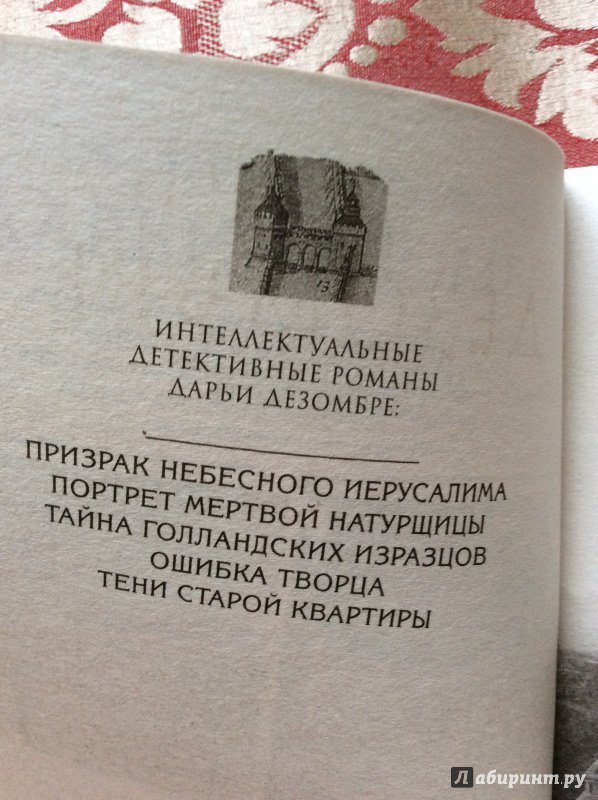 13
ИНТЕЛЛЕКТУАЛЬНЫЕ
ДЕТЕКТИВНЫЕ РОМАНЫ
ДАРЬИ ДЕЗОМБРЕ:
ПРИЗРАК НЕБЕСНОГО ИЕРУСАЛИМА
ПОРТРЕТ МЕРТВОЙ НАТУРЩИЦЫ
ТАЙНА ГОЛЛАНДСКИХ ИЗРАЗЦОВ
ОШИБКА ТВОРЦА
ТЕНИ СТАРОЙ КВАРТИРЫ
Лабиринт.ру